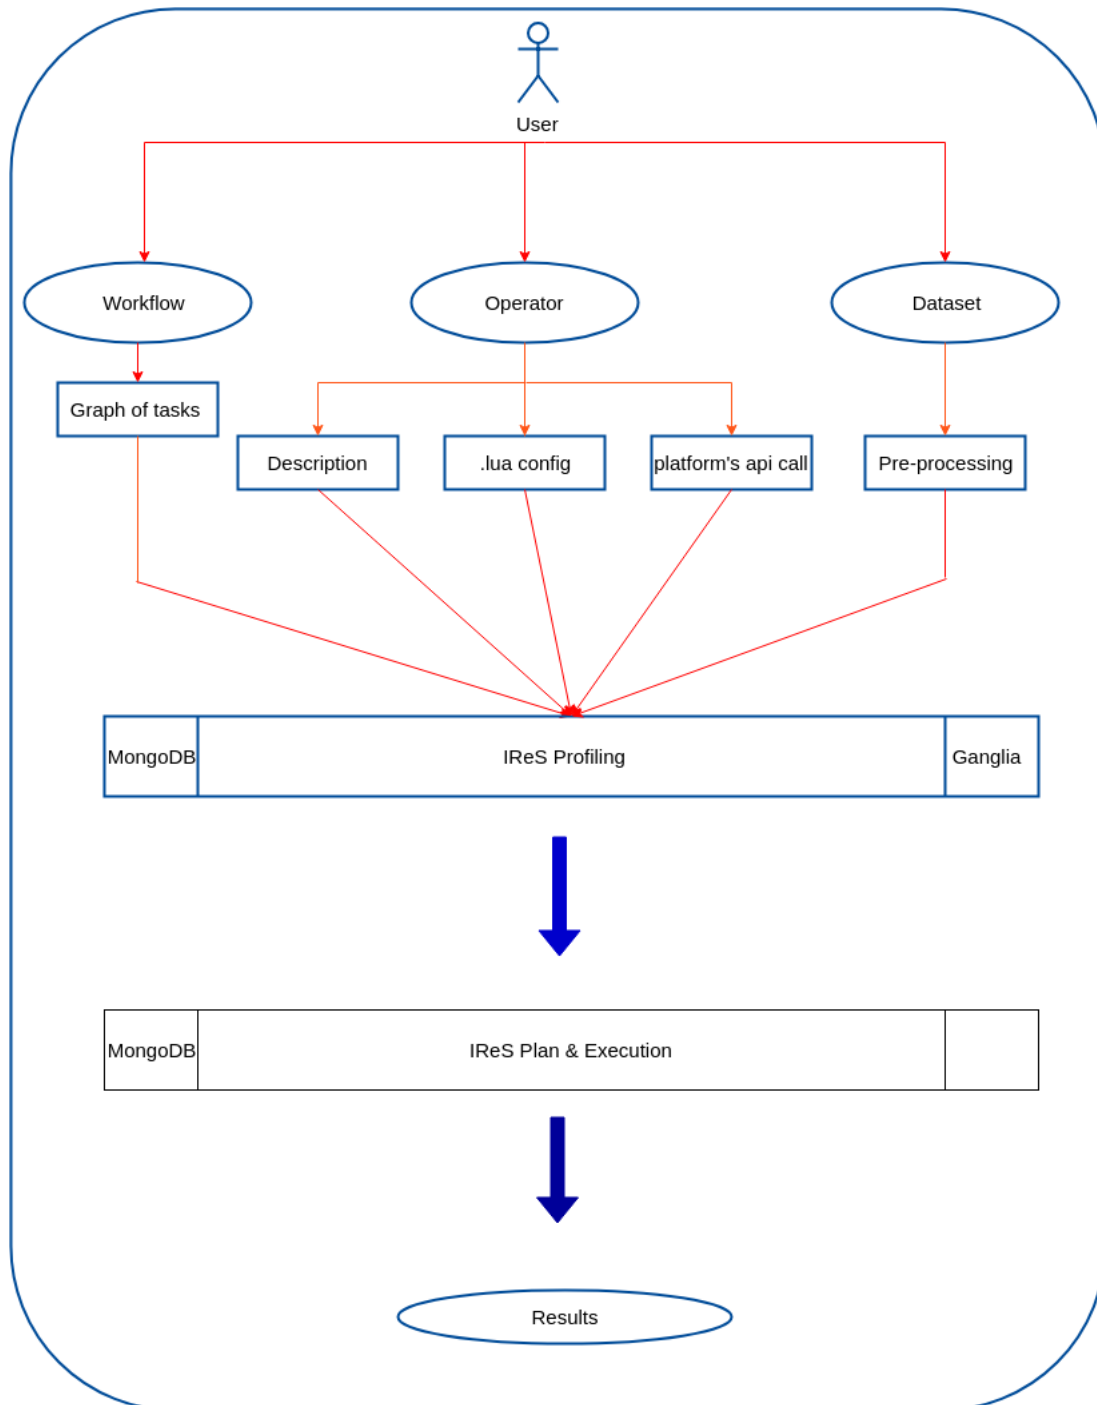 User
Workflow
Operator
Dataset
Graph of tasks
Description
.lua config
platform's api call
Pre-processing
MongoDB
IReS Profiling
Ganglia
MongoDB
IReS Plan & Execution
Results